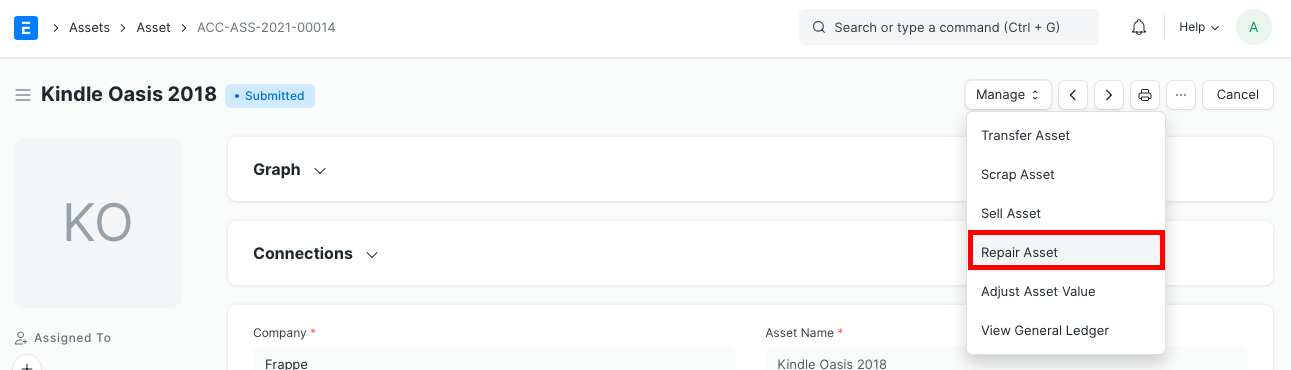 E Assets Asset ACC-ASS-2021-00014 Search or type a command (Ctrl + G) Help A
Kindle Oasis 2018 • Submitted Manage ··· Cancel
Transfer Asset
Scrap Asset
Sell Asset
Repair Asset
Adjust Asset Value
View General Ledger
KO
Graph
Connections
Assigned To
+
Company *
Frappe
Asset Name *
Kindle Oasis 2018